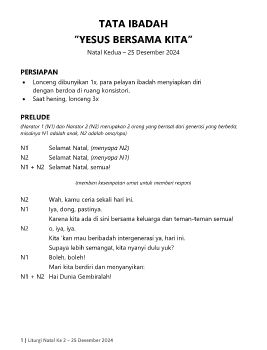 TATA IBADAH
“YESUS BERSAMA KITA”
Natal Kedua – 25 Desember 2024
PERSIAPAN
• Lonceng dibunyikan 1x, para pelayan ibadah menyiapkan diri
dengan berdoa di ruang konsistori.
• Saat hening, lonceng 3x
PRELUDE
(Narator 1 (N1) dan Narator 2 (N2) merupakan 2 orang yang berasal dari generasi yang berbeda,
misalnya N1 adalah anak, N2 adalah oma/opa)
N1 Selamat Natal, (menyapa N2)
N2 Selamat Natal, (menyapa N1)
N1 + N2 Selamat Natal, semua!
(memberi kesempatan umat untuk memberi respon)
N2 Wah, kamu ceria sekali hari ini.
N1 Iya, dong, pastinya.
Karena kita ada di sini bersama keluarga dan teman-teman semua!
N2 o, iya, iya.
Kita ‘kan mau beribadah intergenerasi ya, hari ini.
Supaya lebih semangat, kita nyanyi dulu yuk?
N1 Boleh, boleh!
Mari kita berdiri dan menyanyikan:
N1 + N2 Hai Dunia Gembiralah!
1 | Liturgi Natal Ke 2 – 25 Desember 2024